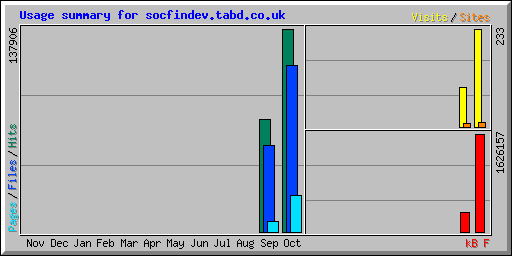 Usage summary for socfindev.tabd.co.uk
Visits/Sites
137906
233
Pages/Files/Hits
1626157
Nov Dec Jan Feb Mar Apr May Jun Jul Aug Sep Oct
kB F